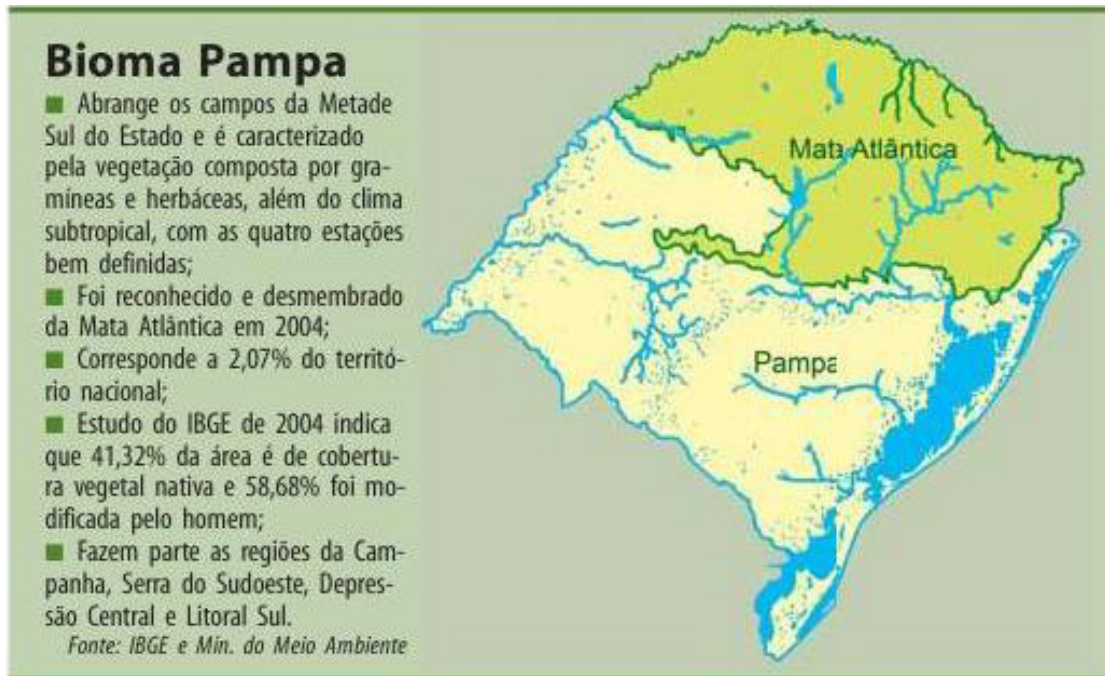 Bioma Pampa
■ Abrange os campos da Metade
Sul do Estado e é caracterizado
pela vegetação composta por gra-
míneas e herbáceas, além do clima
subtropical, com as quatro estações
bem definidas;
■ Foi reconhecido e desmembrado
da Mata Atlântica em 2004;
■ Corresponde a 2,07% do territó-
rio nacional;
■ Estudo do IBGE de 2004 indica
que 41,32% da área é de cobertu-
ra vegetal nativa e 58,68% foi mo-
dificada pelo homem;
■ Fazem parte as regiões da Cam-
panha, Serra do Sudoeste, Depres-
são Central e Litoral Sul.
Fonte: IBGE e Min. do Meio Ambiente
Mata Atlântica
Pampa